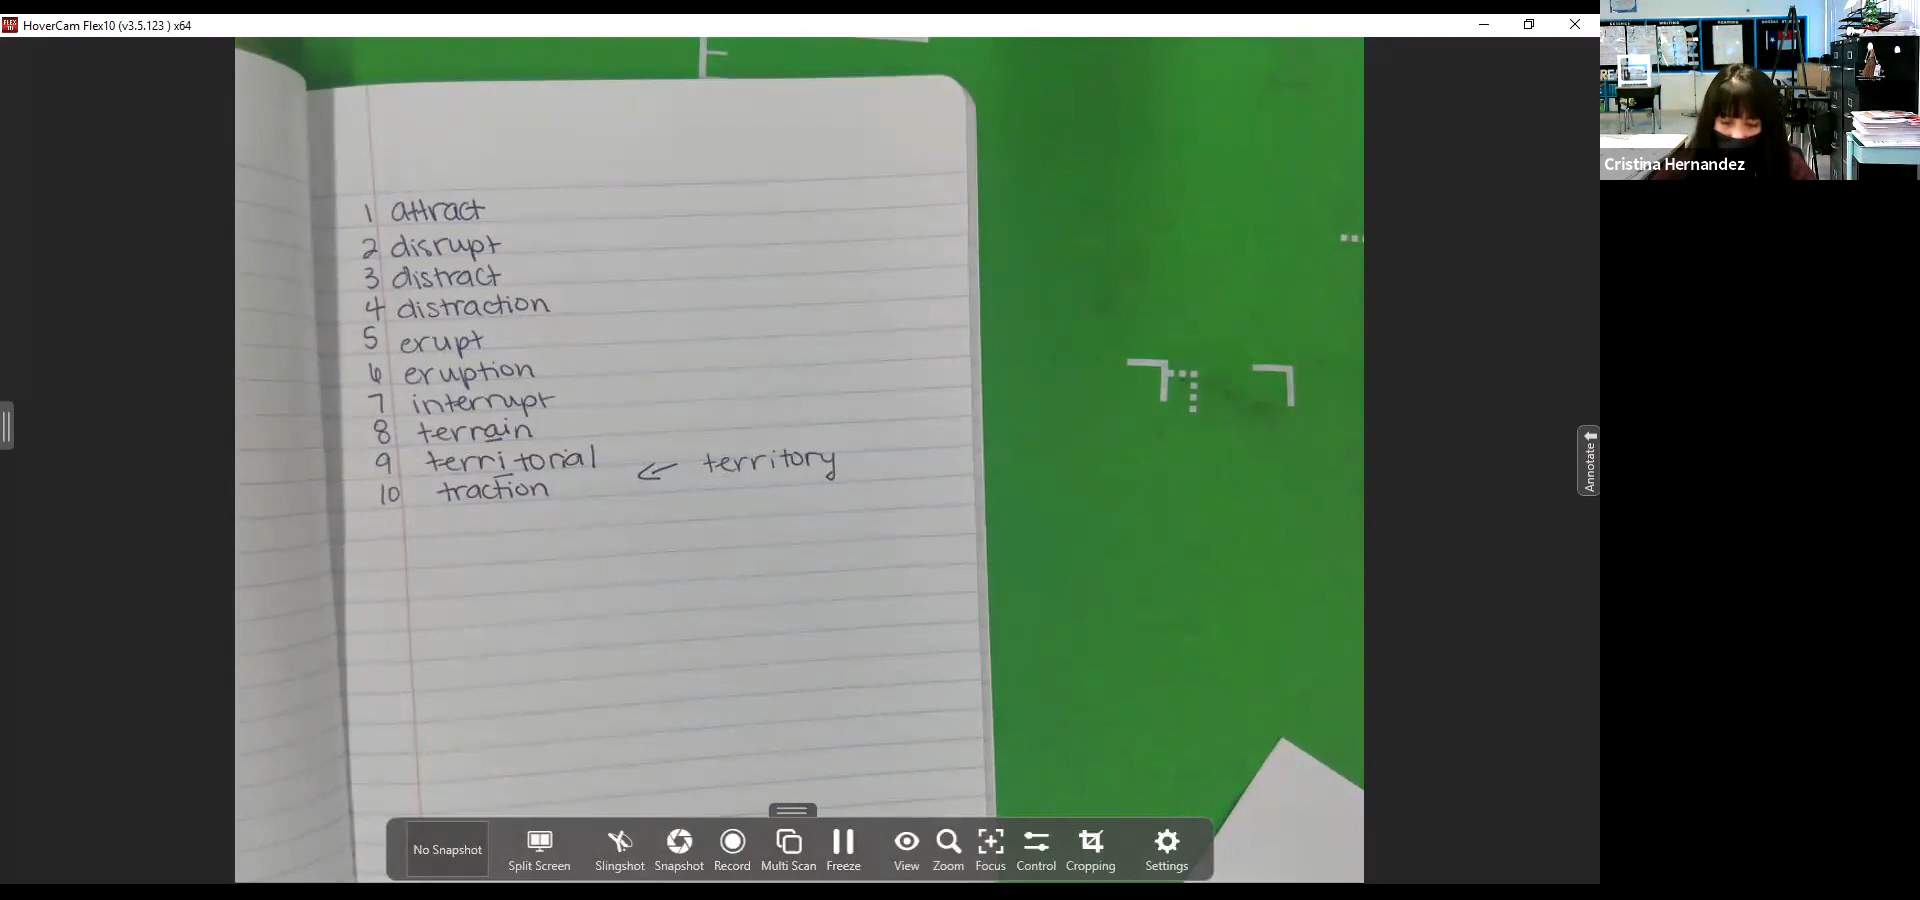 HoverCam Flex10 (v3.5.123 ) x64
Cristina Hernandez
1 attract
2 disrupt
3 distract
4 distraction
5 erupt
6 eruption
7 interrupt
8 terrain
9 territorial ← territory
10 traction
Annotate
No Snapshot
Split Screen
Slingshot
Snapshot
Record
Multi Scan
Freeze
View
Zoom
Focus
Control
Cropping
Settings